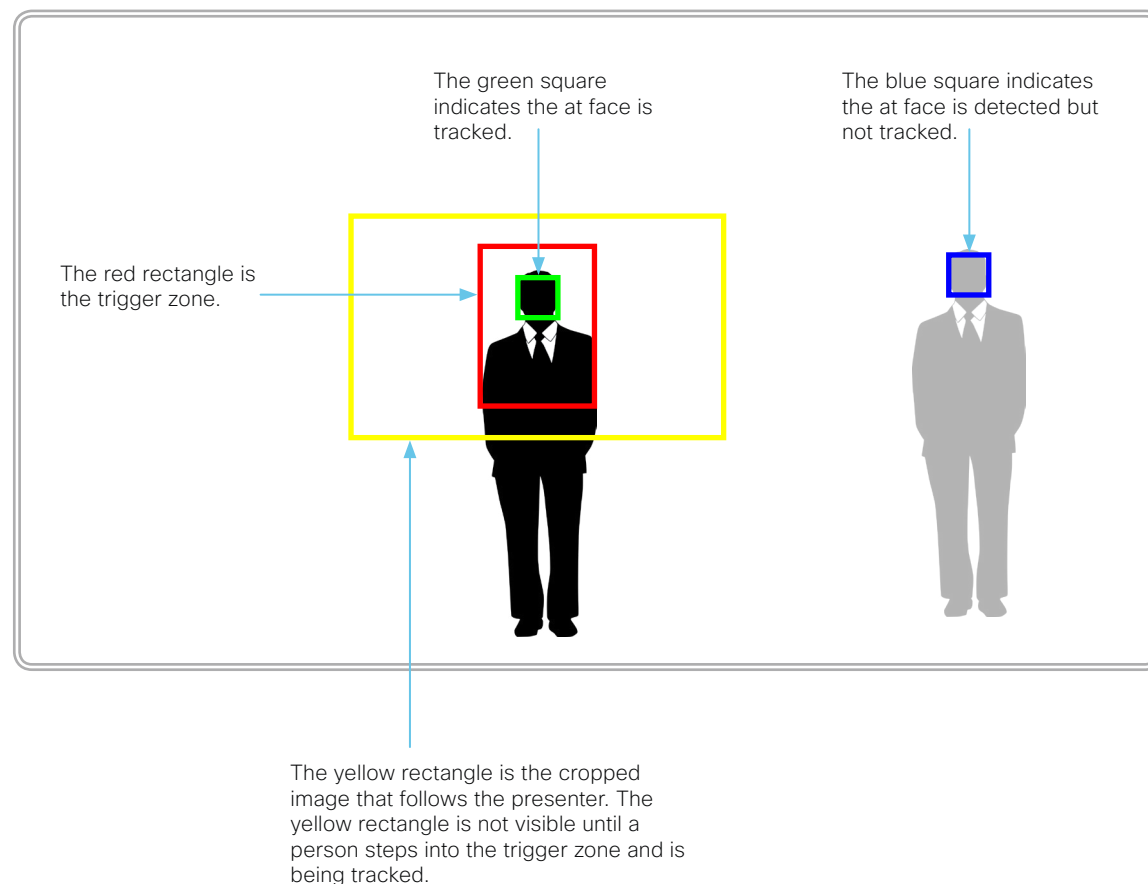 The green square
indicates the at face is
tracked.
The blue square indicates
the at face is detected but
not tracked.
The red rectangle is
the trigger zone.
The yellow rectangle is the cropped
image that follows the presenter. The
yellow rectangle is not visible until a
person steps into the trigger zone and is
being tracked.